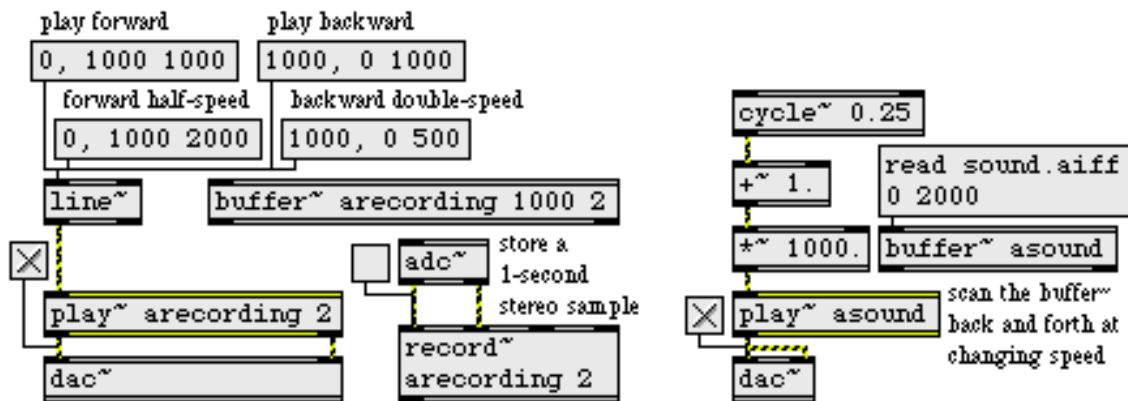 play forward
play backward
0, 1000 1000
1000, 0 1000
forward half-speed
backward double-speed
0, 1000 2000
1000, 0 500
line~
buffer~ arecording 1000 2
adc~
store a
1-second
stereo sample
play~ arecording 2
record~
arecording 2
dac~
cycle~ 0.25
+~ 1.
read sound.aiff
0 2000
*~ 1000.
buffer~ asound
play~ asound
scan the buffer~
back and forth at
changing speed
dac~